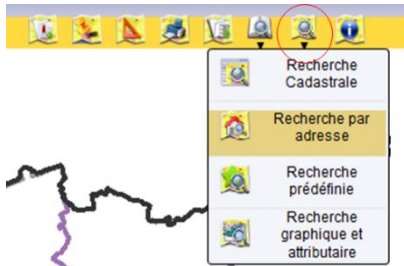 Recherche
Cadastrale
Recherche par
adresse
Recherche
prédéfinie
Recherche
graphique et
attributaire